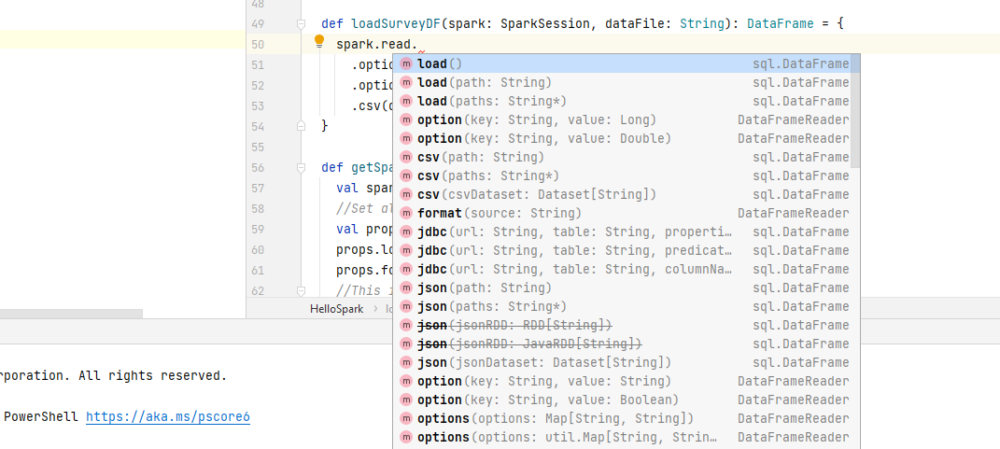 48
49 def loadSurveyDF(spark: SparkSession, dataFile: String): DataFrame = {
50 spark.read.
51 .optio
52 .optio
53 .csv(
54 }
55
56 def getSpa
57 val spar
58 //Set al
59 val prop
60 props.lo
61 props.fo
62 //This i
m load() sql.DataFrame
m load(path: String) sql.DataFrame
m load(paths: String*) sql.DataFrame
m option(key: String, value: Long) DataFrameReader
m option(key: String, value: Double) DataFrameReader
m csv(path: String) sql.DataFrame
m csv(paths: String*) sql.DataFrame
m csv(csvDataset: Dataset[String]) sql.DataFrame
m format(source: String) DataFrameReader
m jdbc(url: String, table: String, properti… sql.DataFrame
m jdbc(url: String, table: String, predicat… sql.DataFrame
m jdbc(url: String, table: String, columnNa… sql.DataFrame
m json(path: String) sql.DataFrame
m json(paths: String*) sql.DataFrame
m json(jsonRDD: RDD[String]) sql.DataFrame
m json(jsonRDD: JavaRDD[String]) sql.DataFrame
m json(jsonDataset: Dataset[String]) sql.DataFrame
m option(key: String, value: String) DataFrameReader
m option(key: String, value: Boolean) DataFrameReader
m options(options: Map[String, String]) DataFrameReader
m options(options: util.Map[String, Strin… DataFrameReader
HelloSpark › lo
rporation. All rights reserved.
PowerShell https://aka.ms/pscore6